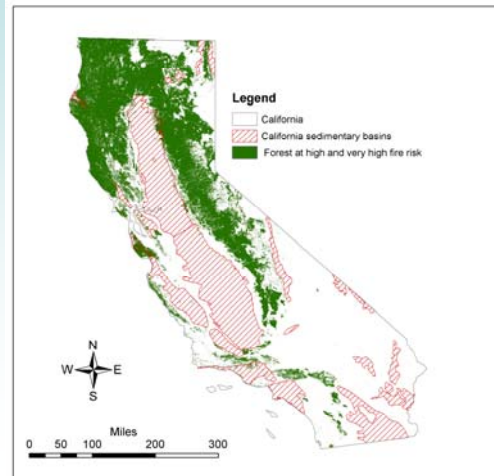 Legend
California
California sedimentary basins
Forest at high and very high fire risk
N
W E
S
Miles
0 50 100 200 300